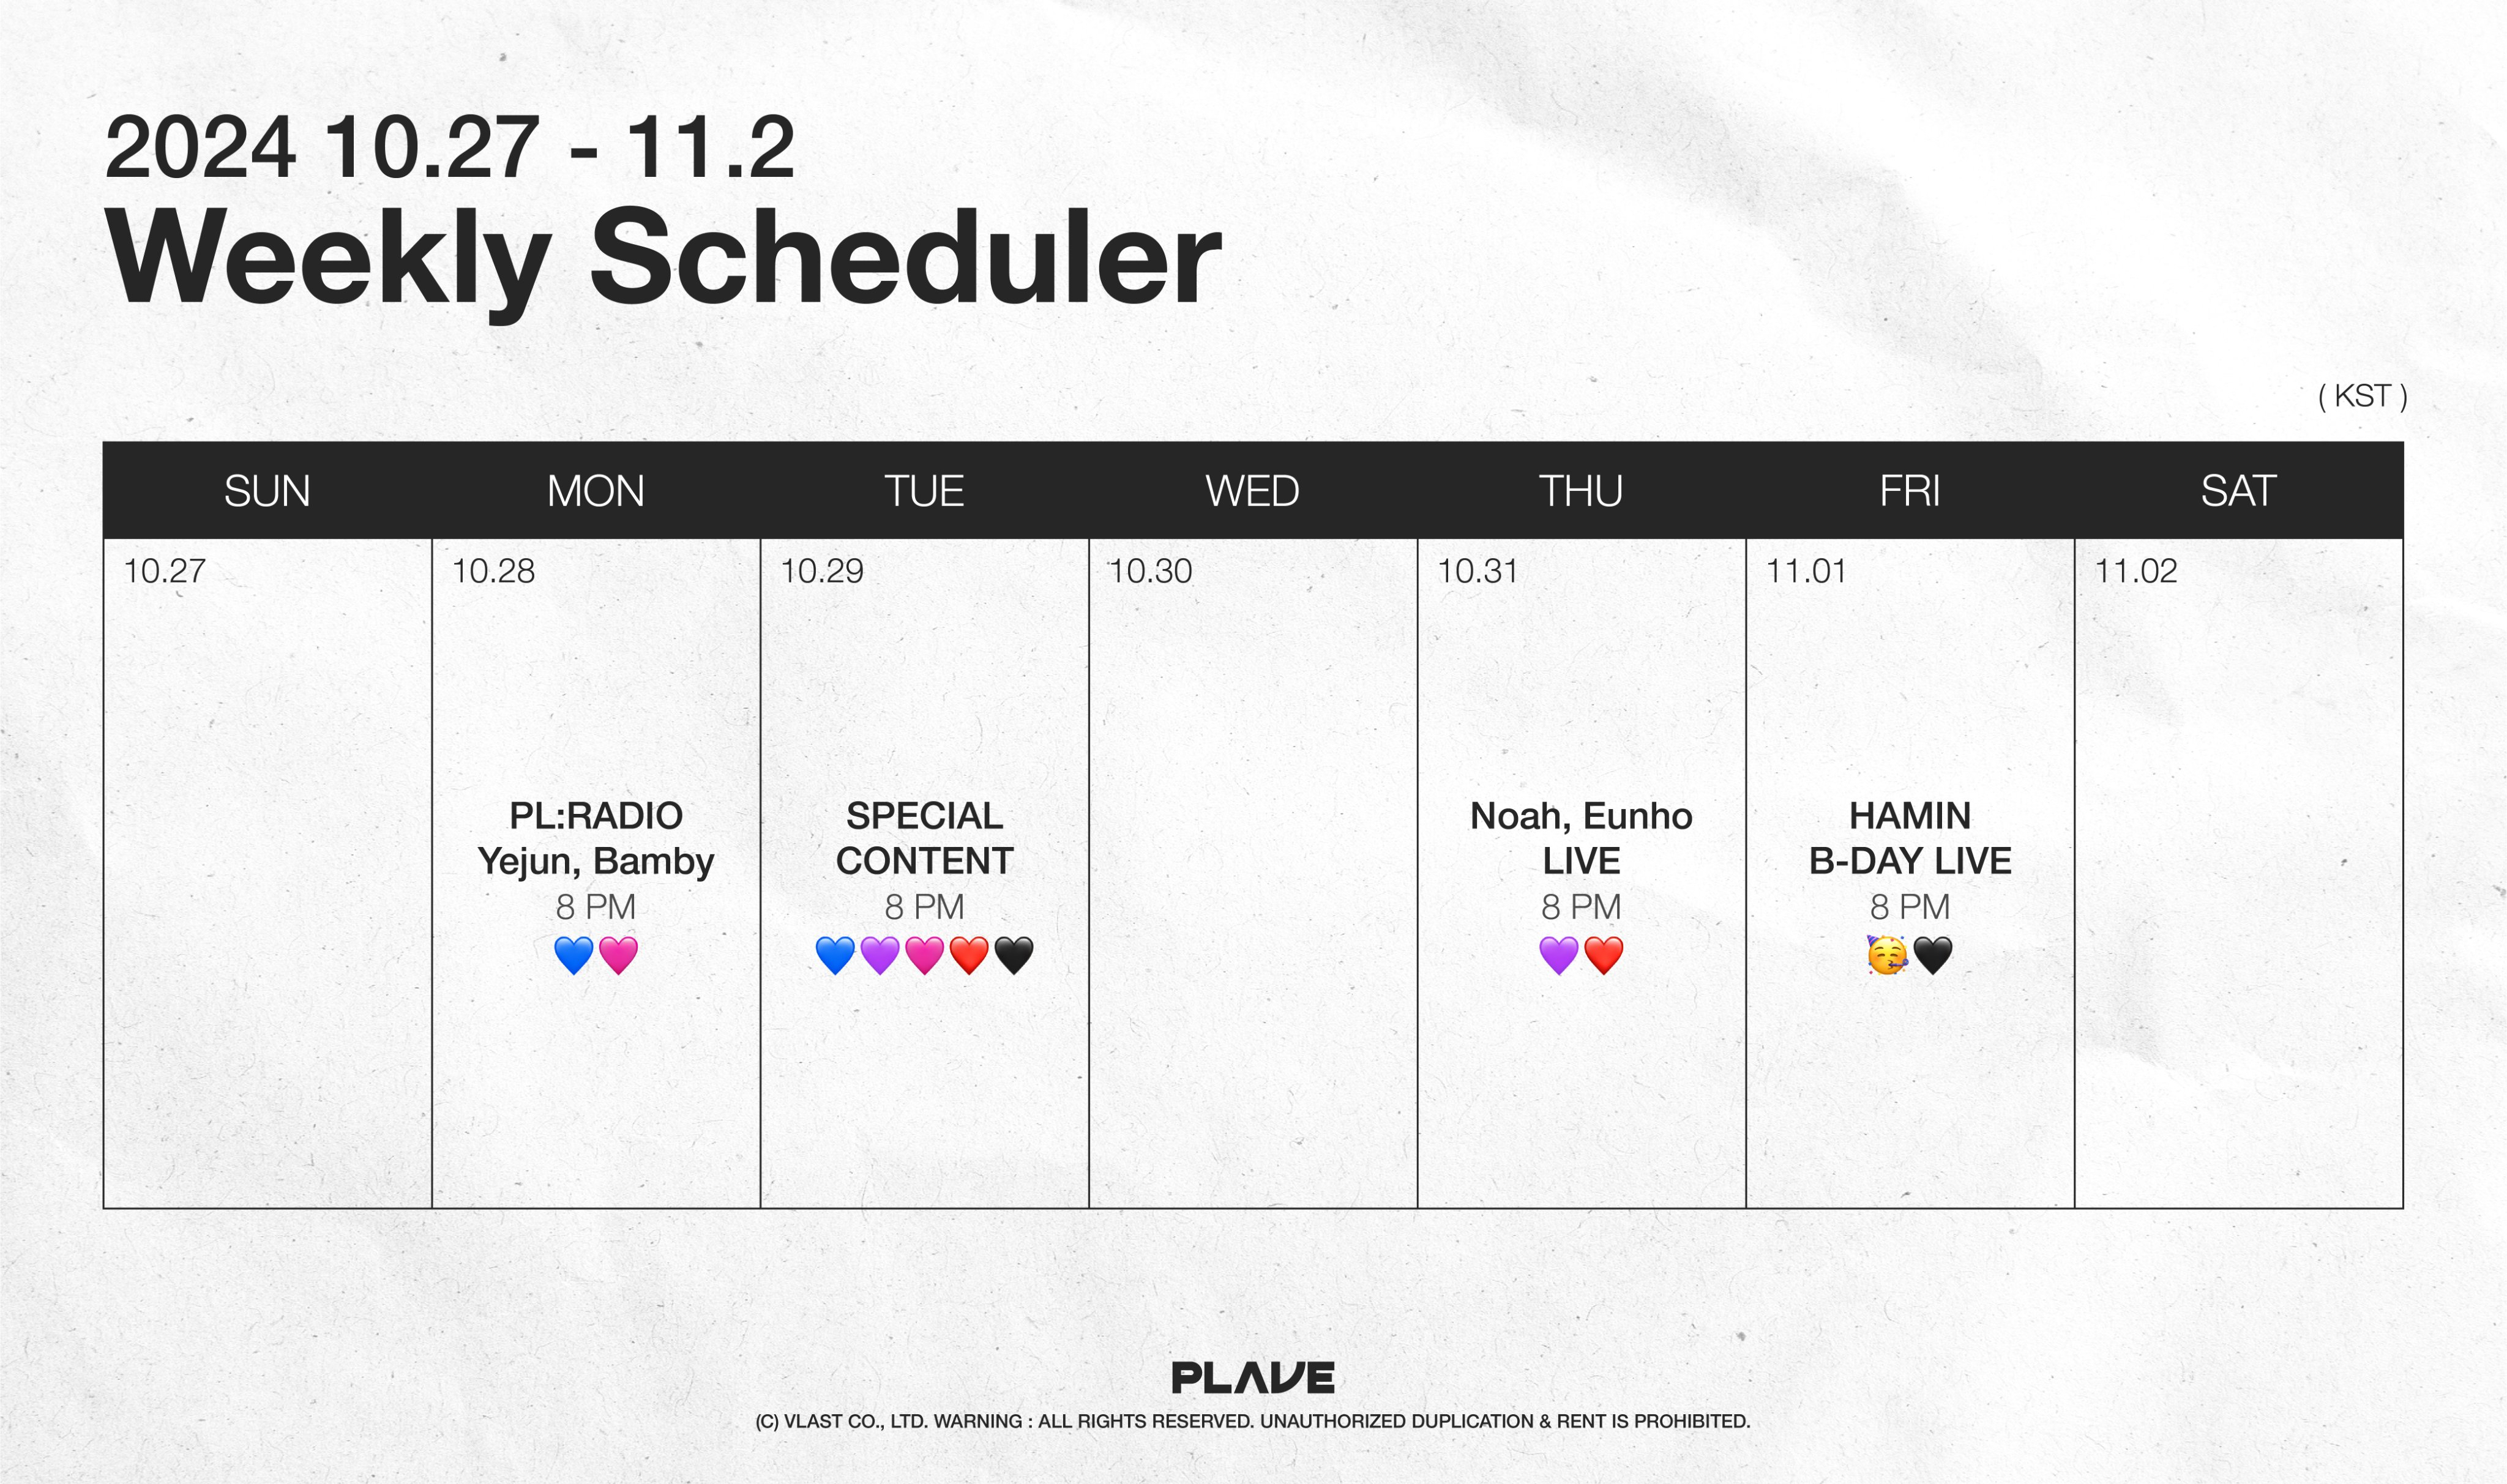 2024 10.27 - 11.2
Weekly Scheduler
( KST )
SUN MON TUE WED THU FRI SAT
10.27 10.28 10.29 10.30 10.31 11.01 11.02
PL:RADIO
Yejun, Bamby
8 PM
💙🩷
SPECIAL
CONTENT
8 PM
💙💜🩷❤️🖤
Noah, Eunho
LIVE
8 PM
💜❤️
HAMIN
B-DAY LIVE
8 PM
🥳🖤
PLAVE
(C) VLAST CO., LTD. WARNING : ALL RIGHTS RESERVED. UNAUTHORIZED DUPLICATION & RENT IS PROHIBITED.